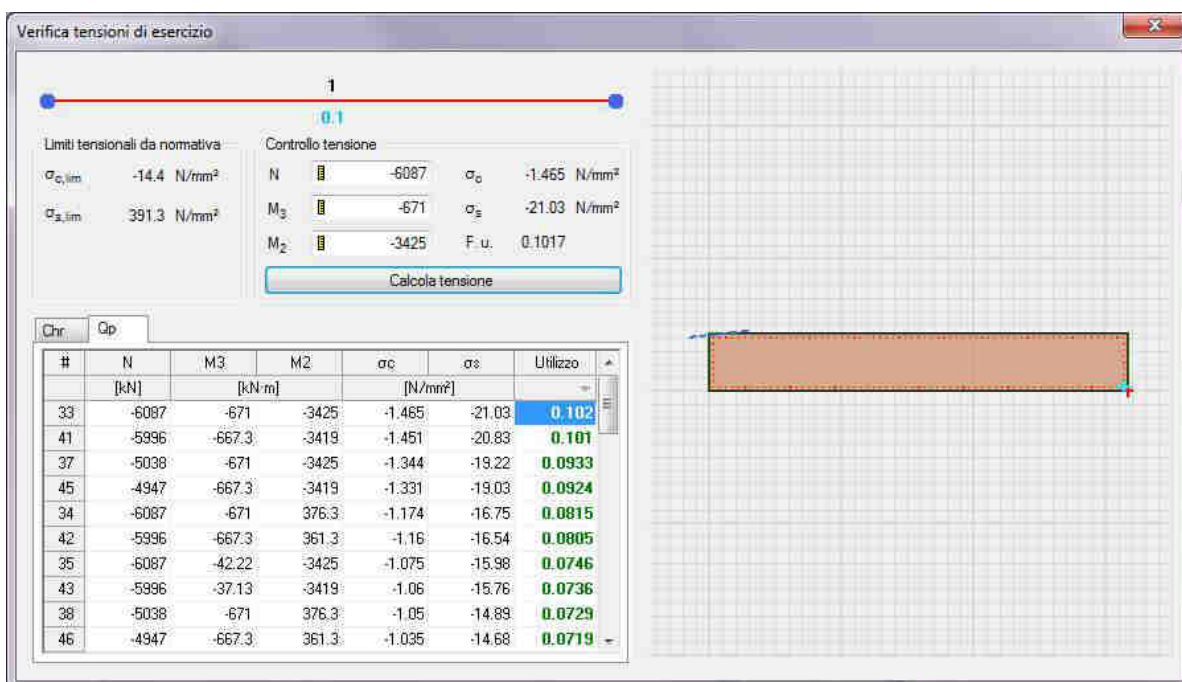 Verifica tensioni di esercizio
1
0.1
Limiti tensionali da normativa
σc,lim -14.4 N/mm²
σs,lim 391.3 N/mm²
Controllo tensione
N -6087 σc -1.465 N/mm²
M3 -671 σs -21.03 N/mm²
M2 -3425 F.u. 0.1017
Calcola tensione
Chr Qp
# N M3 M2 σc σs Utilizzo
[kN] [kN·m] [N/mm²]
33 -6087 -671 -3425 -1.465 -21.03 0.102
41 -5996 -667.3 -3419 -1.451 -20.83 0.101
37 -5038 -671 -3425 -1.344 -19.22 0.0933
45 -4947 -667.3 -3419 -1.331 -19.03 0.0924
34 -6087 -671 376.3 -1.174 -16.75 0.0815
42 -5996 -667.3 361.3 -1.16 -16.54 0.0805
35 -6087 -42.22 -3425 -1.075 -15.98 0.0746
43 -5996 -37.13 -3419 -1.06 -15.76 0.0736
38 -5038 -671 376.3 -1.05 -14.89 0.0729
46 -4947 -667.3 361.3 -1.035 -14.68 0.0719